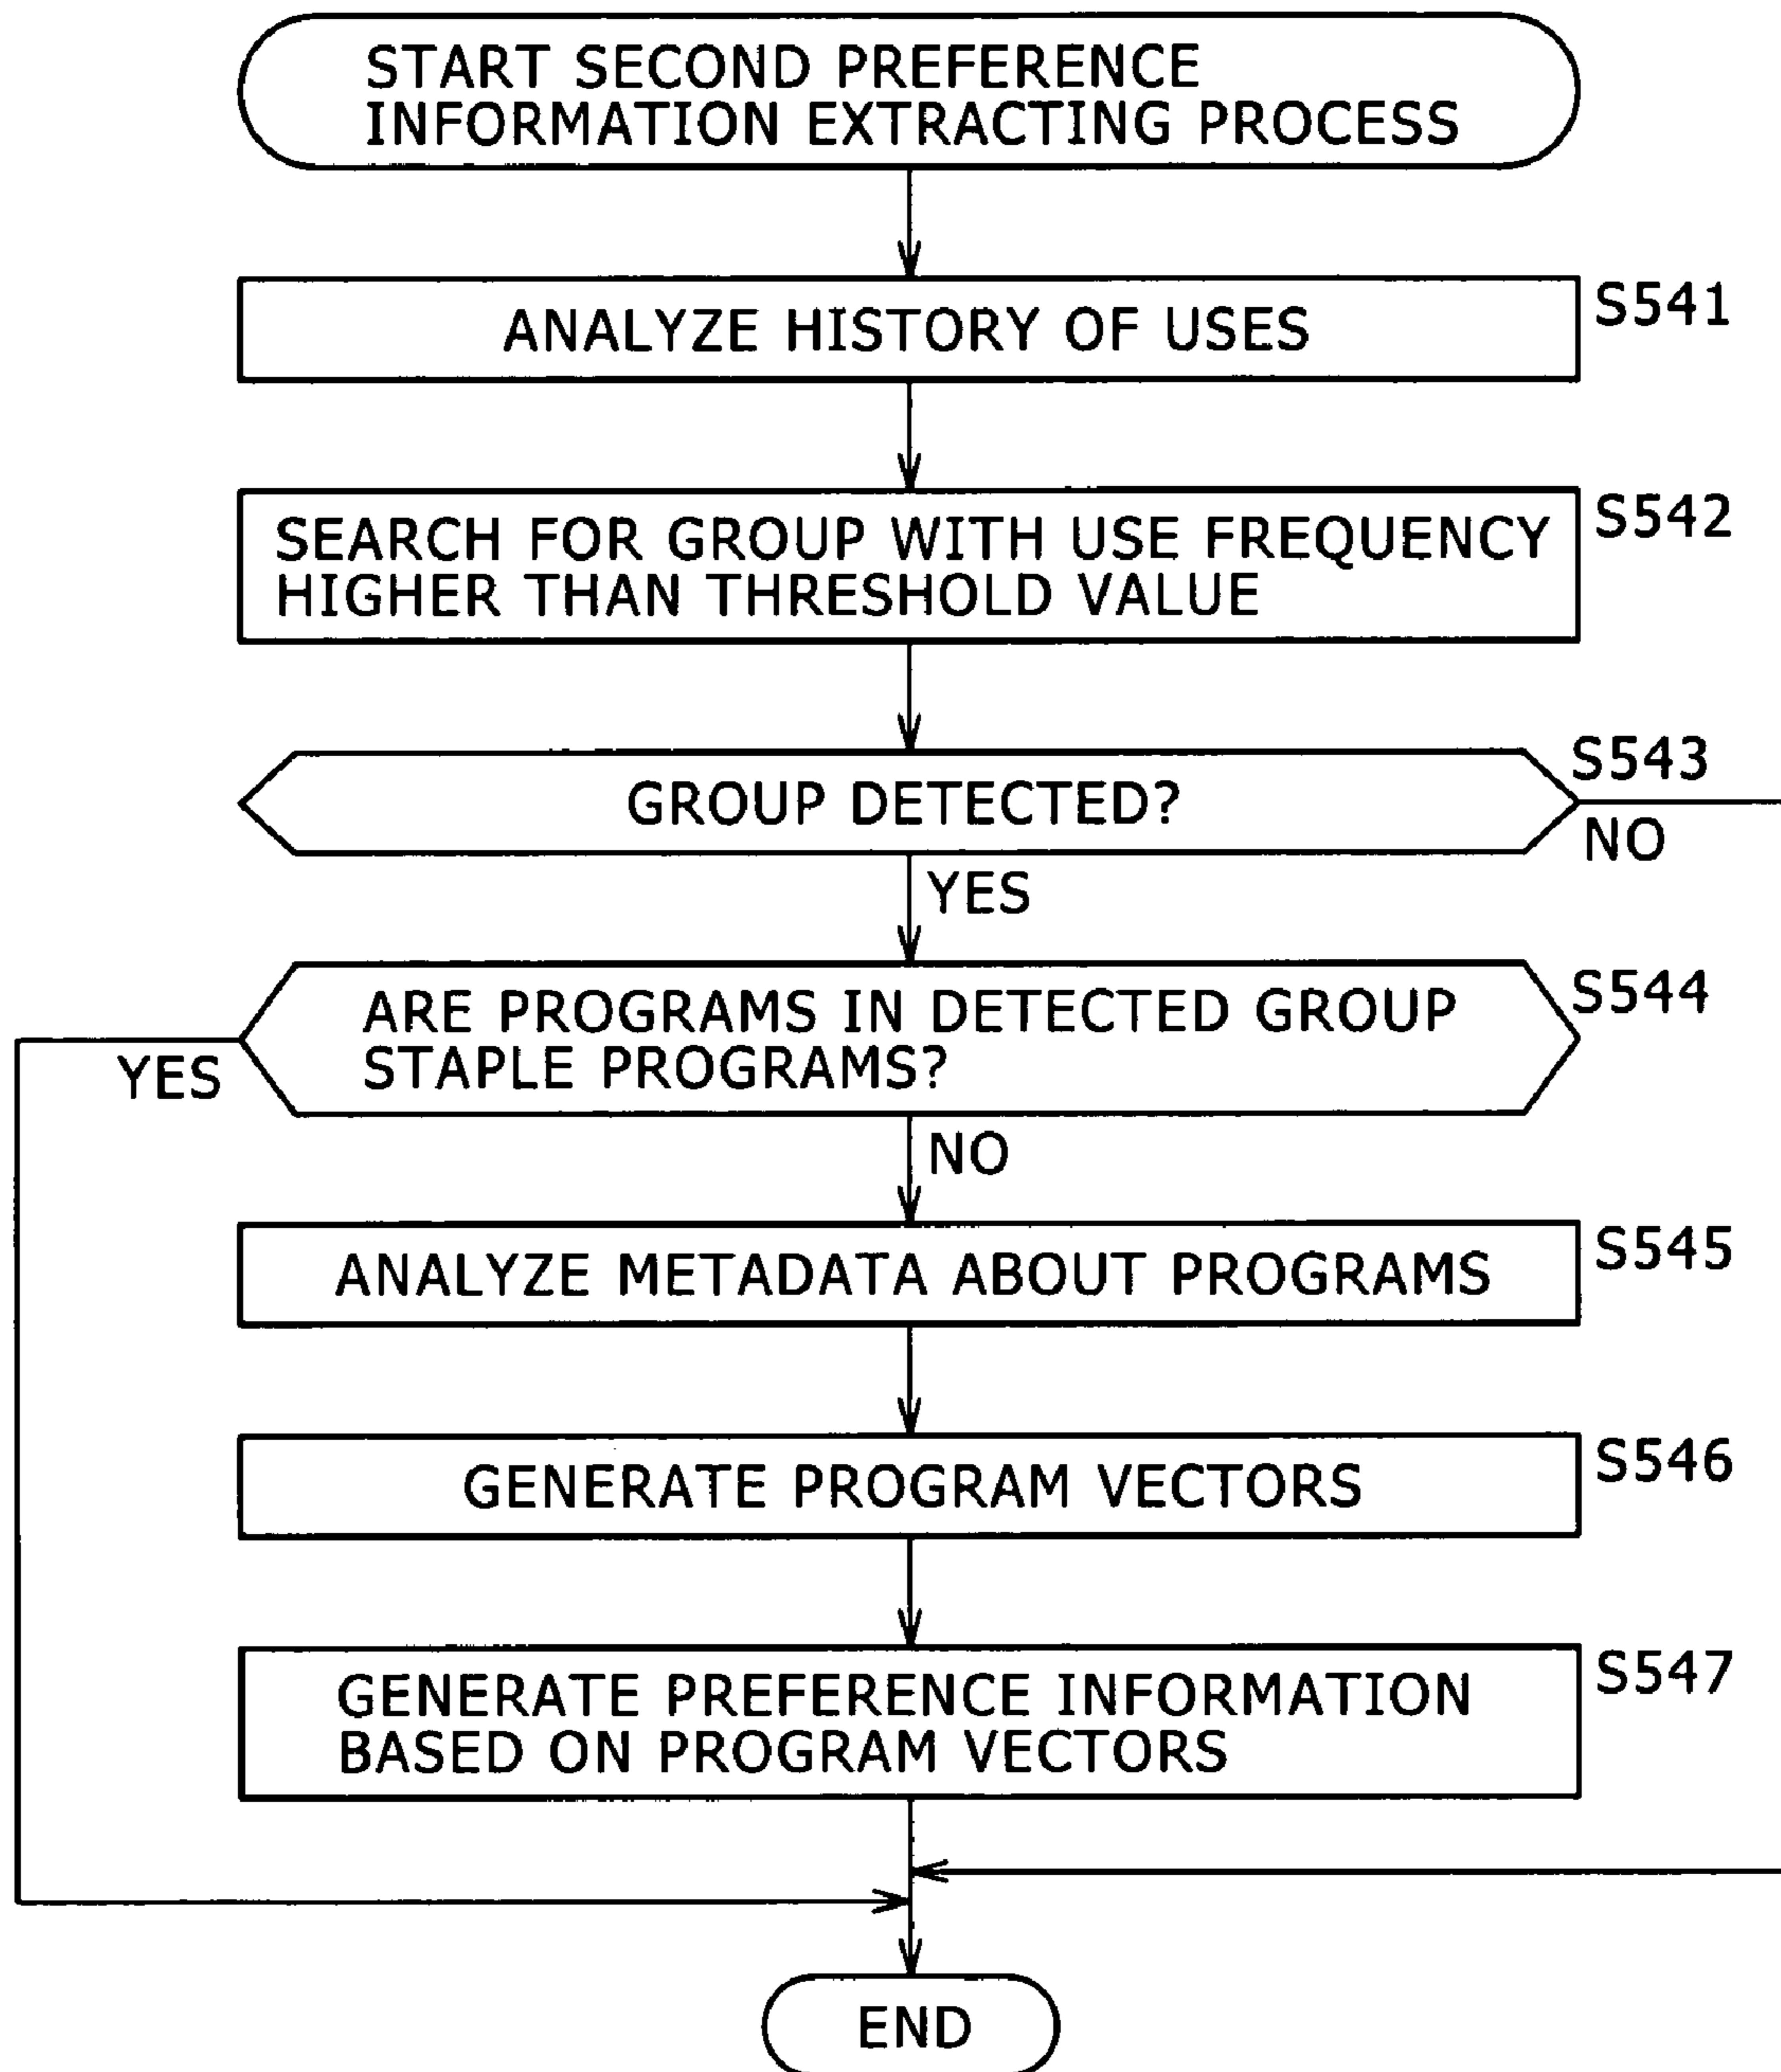 START SECOND PREFERENCE
INFORMATION EXTRACTING PROCESS
ANALYZE HISTORY OF USES
S541
SEARCH FOR GROUP WITH USE FREQUENCY
HIGHER THAN THRESHOLD VALUE
S542
GROUP DETECTED?
S543
NO
YES
ARE PROGRAMS IN DETECTED GROUP
STAPLE PROGRAMS?
S544
YES
NO
ANALYZE METADATA ABOUT PROGRAMS
S545
GENERATE PROGRAM VECTORS
S546
GENERATE PREFERENCE INFORMATION
BASED ON PROGRAM VECTORS
S547
END